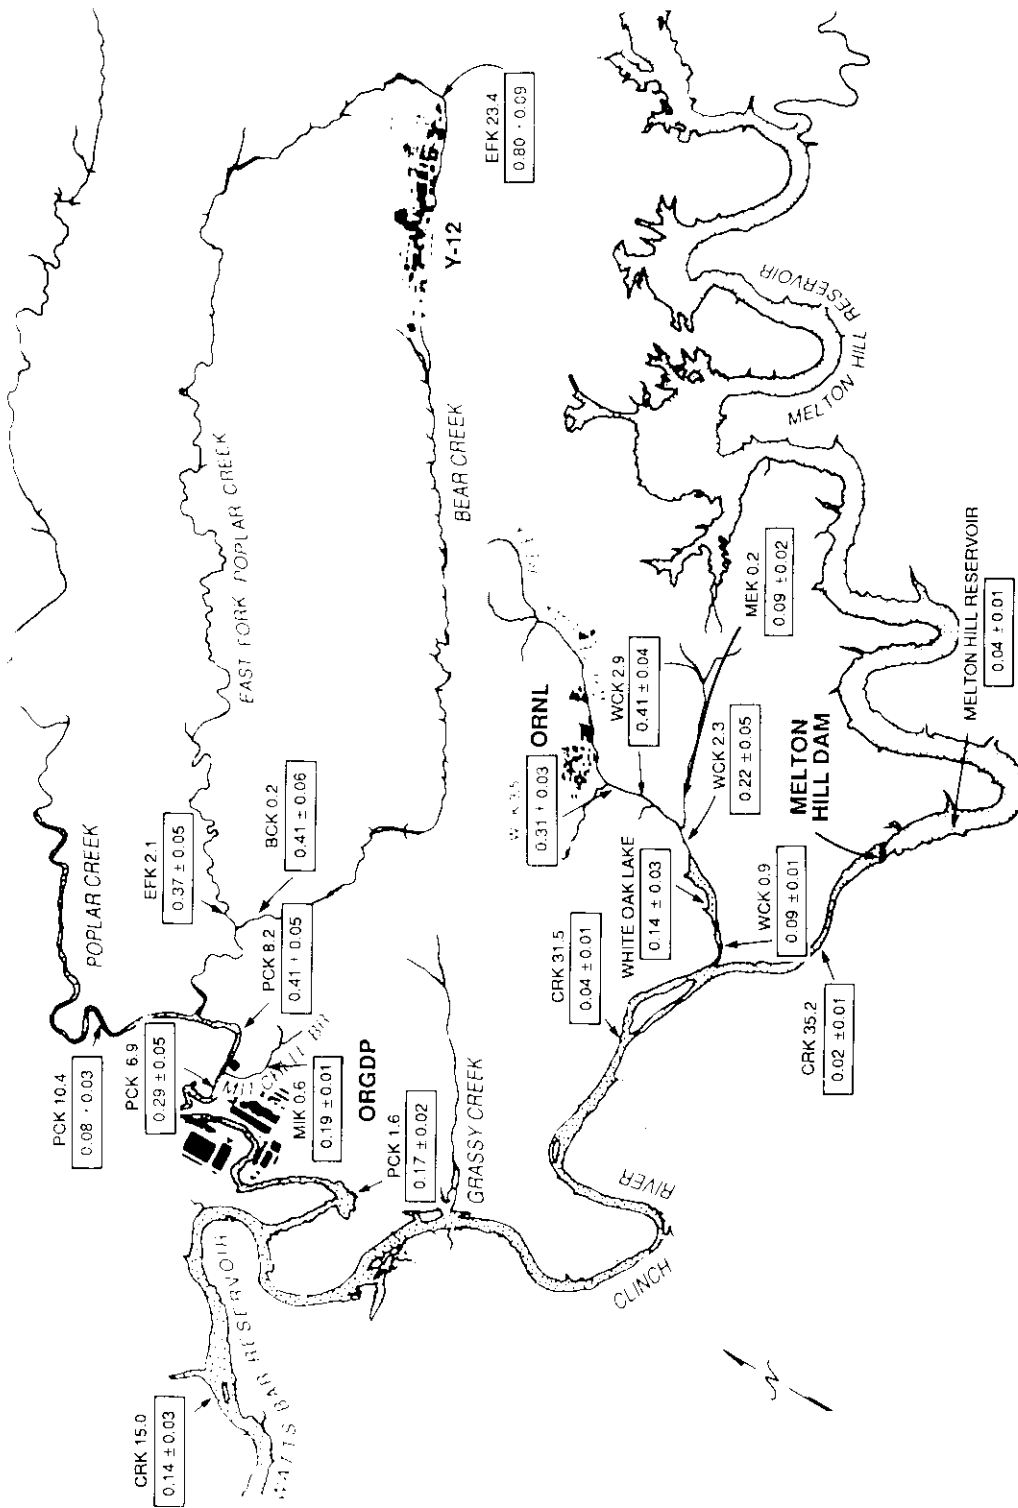 POPLAR CREEK
EAST FORK POPLAR CREEK
BEAR CREEK
EFK 23.4
0.80 - 0.09
Y-12
PCK 10.4
0.08 - 0.03
PCK 6.9
0.29 ± 0.05
EFK 2.1
0.37 ± 0.05
BCK 0.2
0.41 ± 0.06
PCK 8.2
0.41 + 0.05
MIK 0.6
0.19 ± 0.01
ORGDP
PCK 1.6
0.17 ± 0.02
GRASSY CREEK
CRK 15.0
0.14 ± 0.03
BAR RESERVOIR
CLINCH
RIVER
N
ORNL
3.5
0.31 + 0.03
WCK 2.9
0.41 ± 0.04
WCK 2.3
0.22 ± 0.05
MEK 0.2
0.09 ± 0.02
WHITE OAK LAKE
0.14 ± 0.03
CRK 31.5
0.04 ± 0.01
WCK 0.9
0.09 ± 0.01
CRK 35.2
0.02 ± 0.01
MELTON
HILL DAM
MELTON HILL RESERVOIR
0.04 ± 0.01
MELTON HILL
RESERVOIR